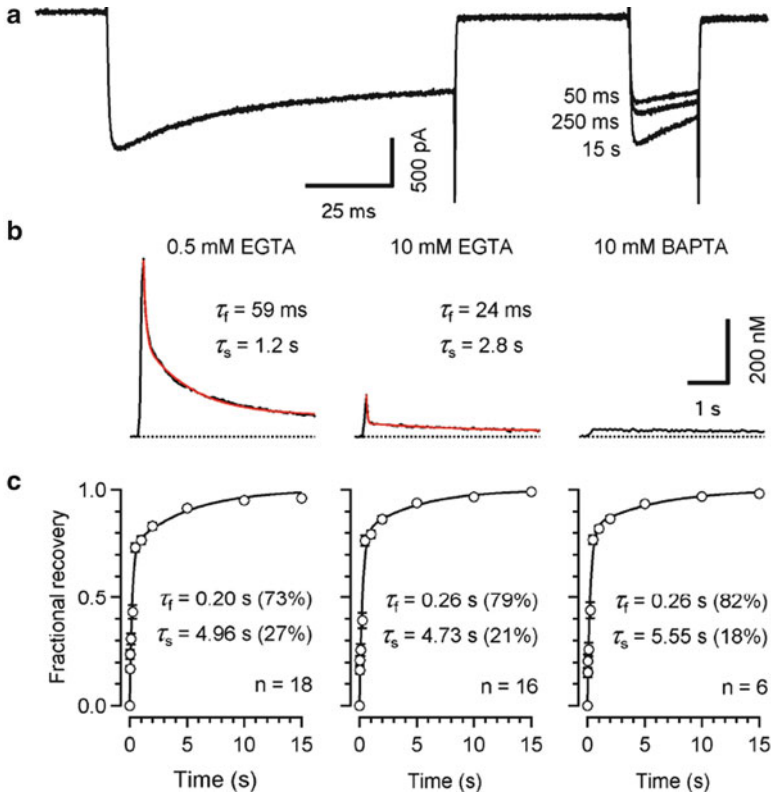 a
50 ms
250 ms
15 s
500 pA
25 ms
b
0.5 mM EGTA
10 mM EGTA
10 mM BAPTA
τf = 59 ms
τs = 1.2 s
τf = 24 ms
τs = 2.8 s
200 nM
1 s
c
Fractional recovery
1.0
0.5
0.0
τf = 0.20 s (73%)
τs = 4.96 s (27%)
n = 18
0 5 10 15
Time (s)
τf = 0.26 s (79%)
τs = 4.73 s (21%)
n = 16
0 5 10 15
Time (s)
τf = 0.26 s (82%)
τs = 5.55 s (18%)
n = 6
0 5 10 15
Time (s)